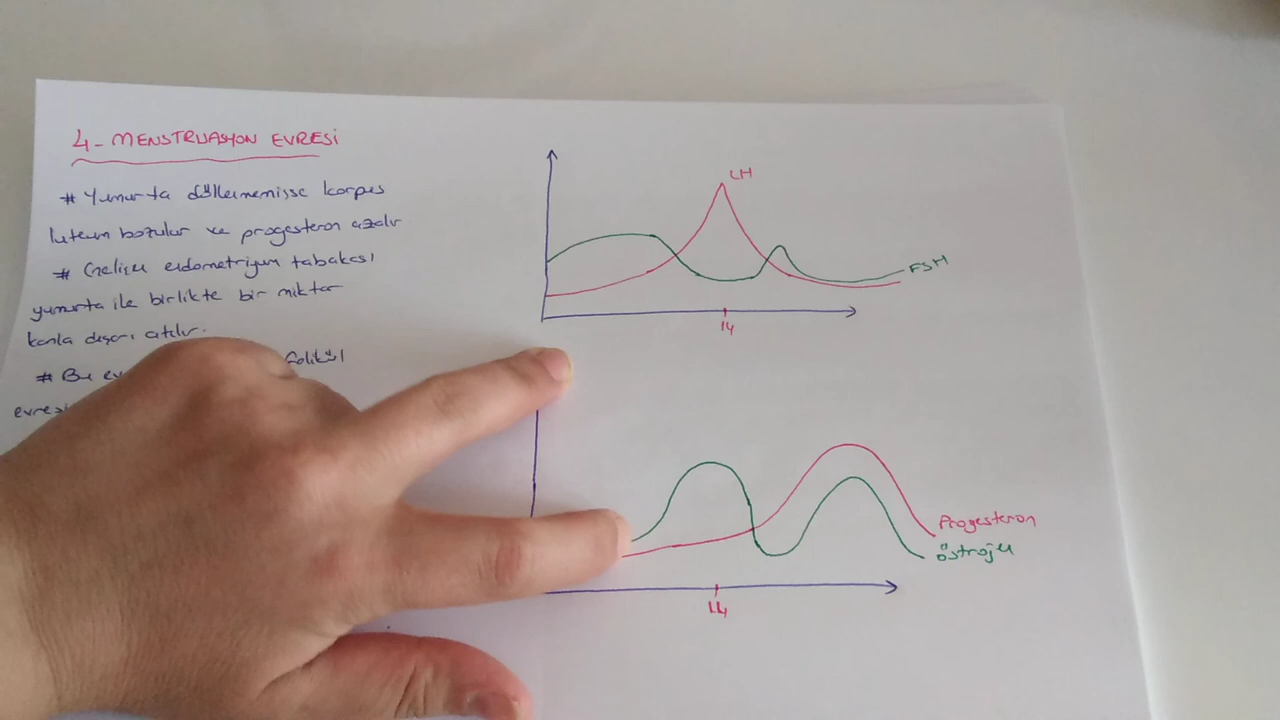 4- MENSTRUASYON EVRESİ
# Yumurta döllenmemişse korpus
luteum bozulur ve progesteron azalır
# Gelişen endometriyum tabakası
yumurta ile birlikte bir miktar
kanla dışarı atılır.
# Bu folikül
LH
FSH
14
Progesteron
östrojen
14